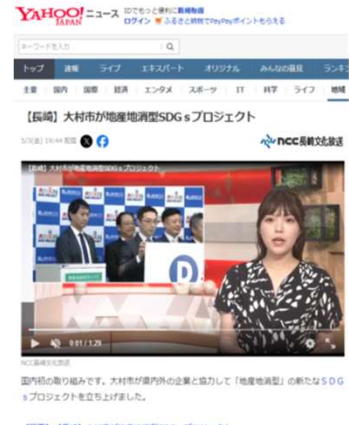 YAHOO! JAPAN ニュース
IDでもっと便利に新規取得
ログイン ふるさと納税でPayPayポイントもらえる
キーワードを入力
トップ 速報 ライブ エキスパート オリジナル みんなの意見 ランキ
主要 国内 国際 経済 エンタメ スポーツ IT 科学 ライフ 地域
【長崎】大村市が地産地消型SDGsプロジェクト
5/3(金) 19:44 配信
ncc長崎文化放送
【長崎】大村市が地産地消型SDGsプロジェクト
D
0:01 / 1:29
NCC長崎文化放送
国内初の取り組みです。大村市が県内外の企業と協力して「地産地消型」の新たなSDG
sプロジェクトを立ち上げました。